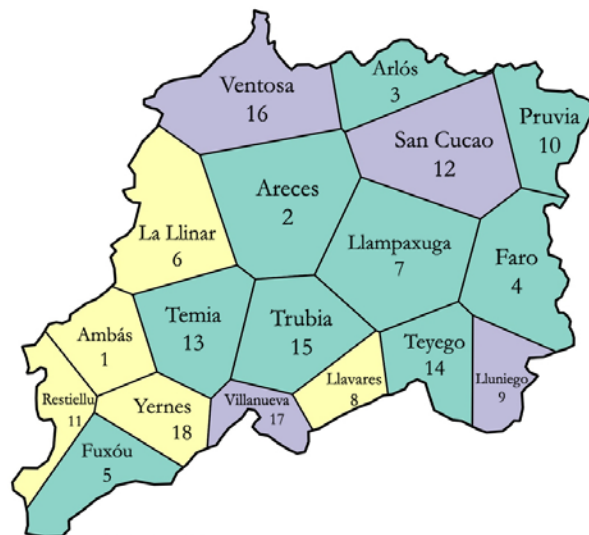 Ventosa
16
Arlós
3
Pruvia
10
San Cucao
12
Areces
2
La Llinar
6
Llampaxuga
7
Faro
4
Temia
13
Trubia
15
Ambás
1
Teyego
14
Lluniego
9
Llavares
8
Restiellu
11
Yernes
18
Villanueva
17
Fuxóu
5